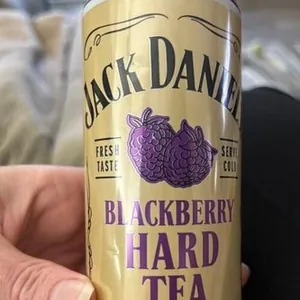 JACK DANIEL
FRESH TASTE
SERVE COLD
BLACKBERRY
HARD
TEA